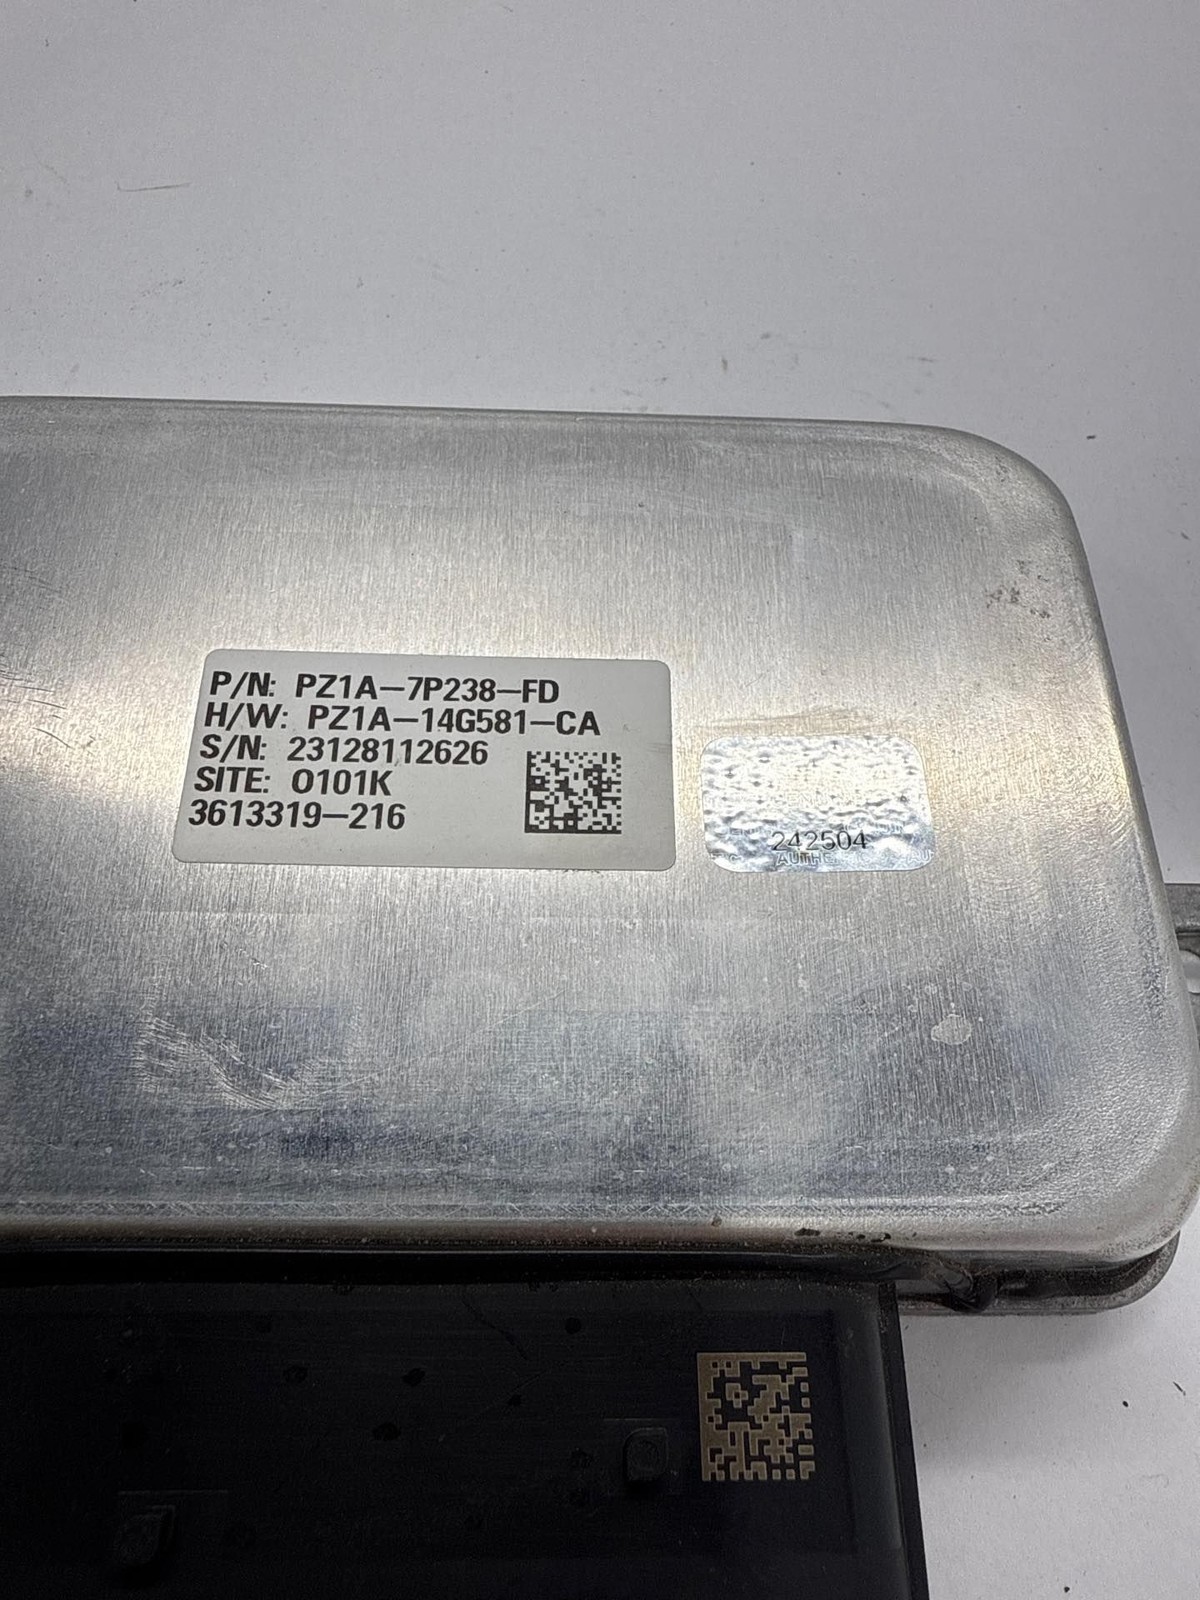 P/N: PZ1A-7P238-FD
H/W: PZ1A-14G581-CA
S/N: 23128112626
SITE: O101K
3613319-216
242504